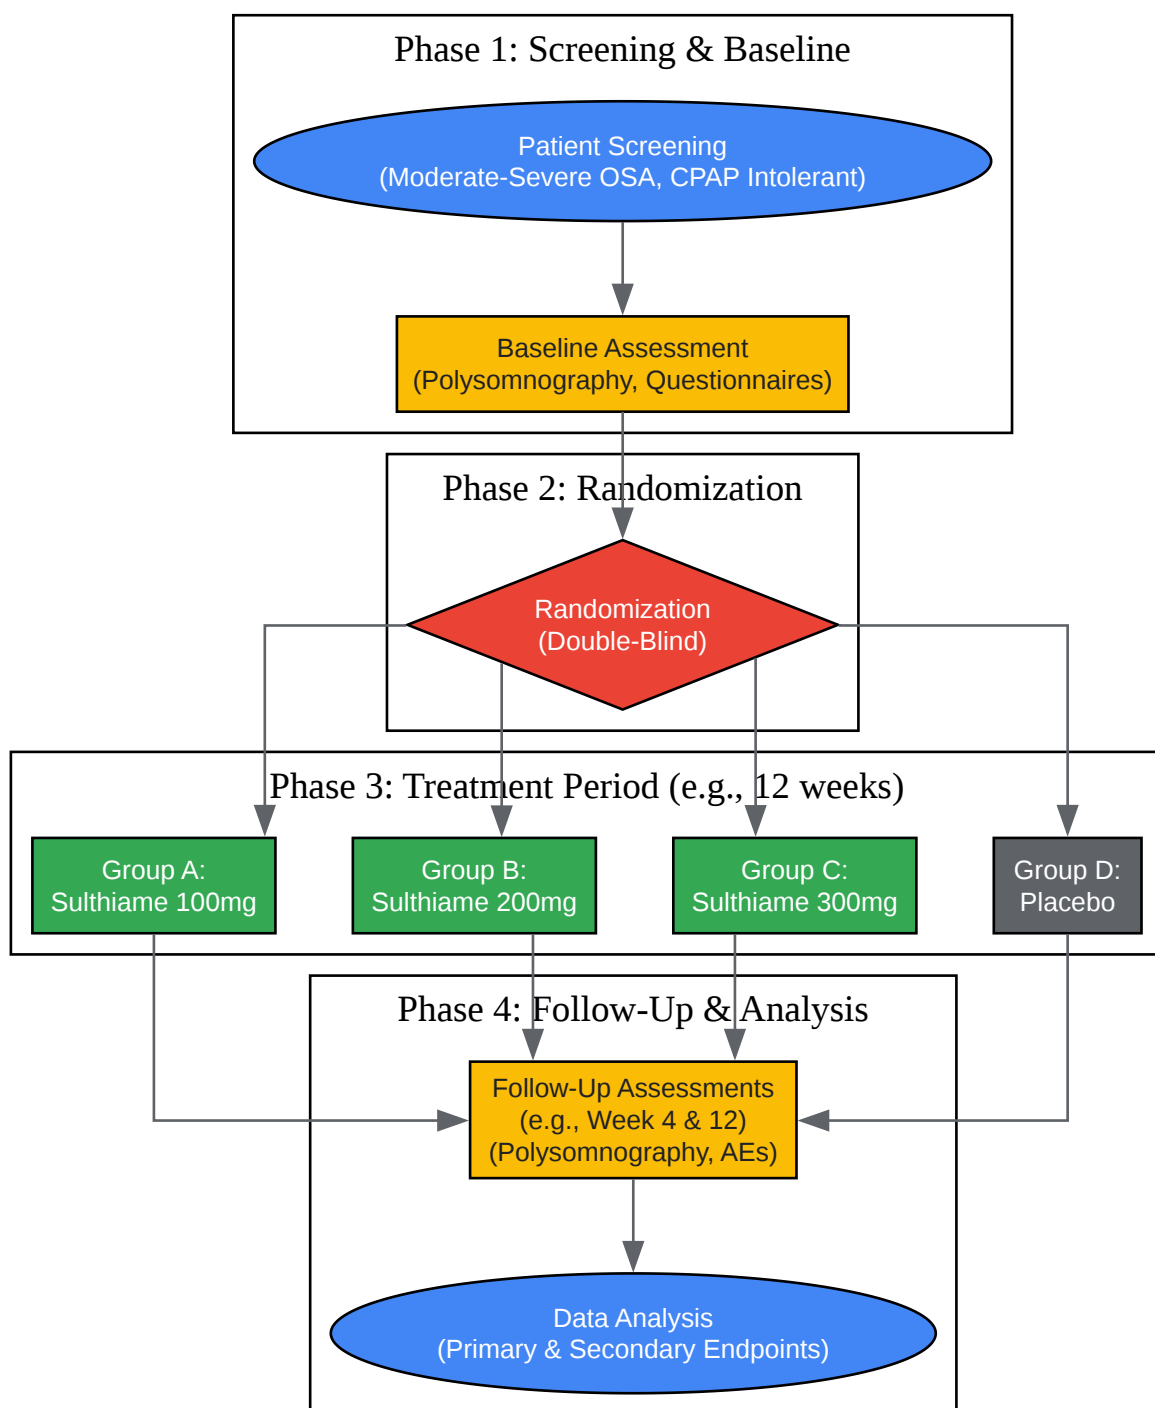 Phase 1: Screening & Baseline
Patient Screening
(Moderate-Severe OSA, CPAP Intolerant)
Baseline Assessment
(Polysomnography, Questionnaires)
Phase 2: Randomization
Randomization
(Double-Blind)
Phase 3: Treatment Period (e.g., 12 weeks)
Group A:
Sulthiame 100mg
Group B:
Sulthiame 200mg
Group C:
Sulthiame 300mg
Group D:
Placebo
Phase 4: Follow-Up & Analysis
Follow-Up Assessments
(e.g., Week 4 & 12)
(Polysomnography, AEs)
Data Analysis
(Primary & Secondary Endpoints)